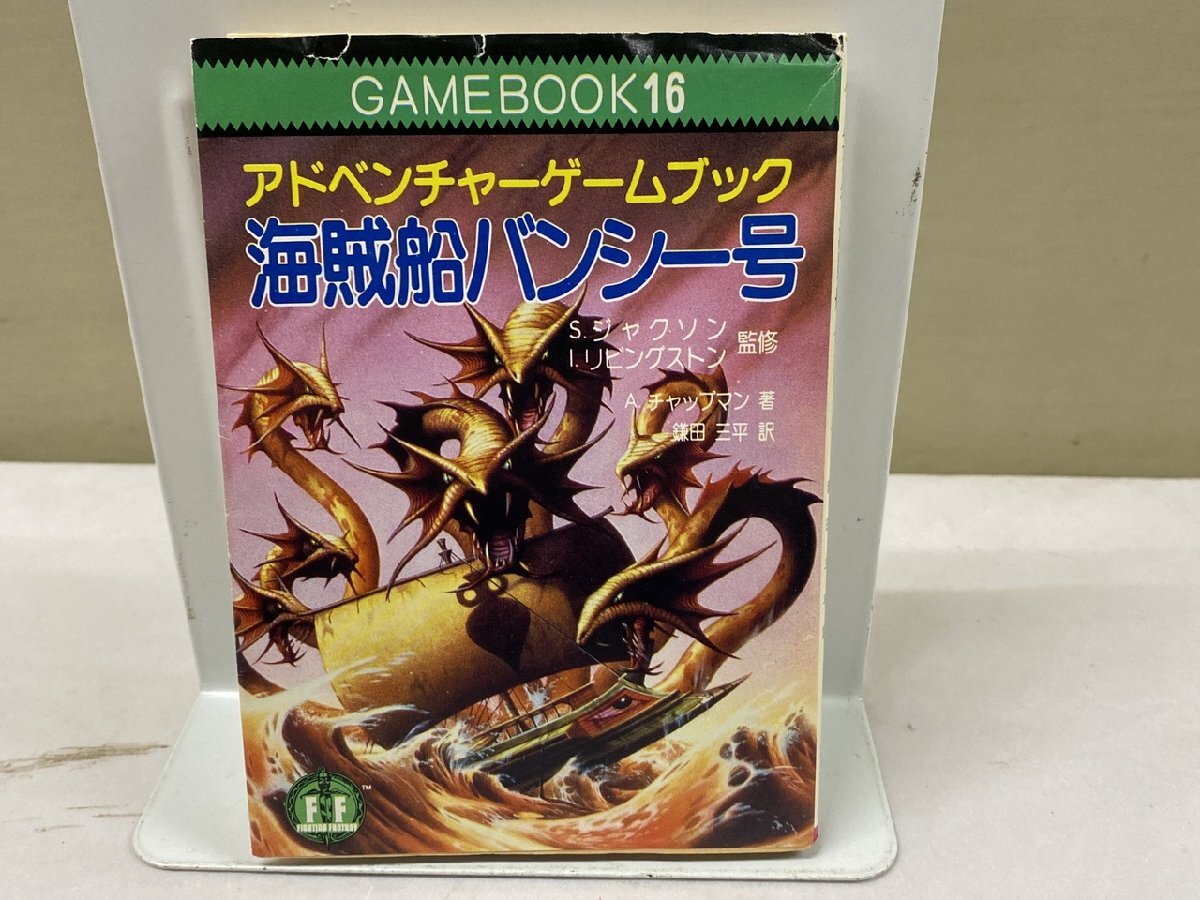 GAMEBOOK16
アドベンチャーゲームブック
海賊船バンシー号
S.ジャクソン
I.リビングストン 監修
A.チャップマン 著
鎌田 三平 訳
FF
™
FIGHTING FANTASY